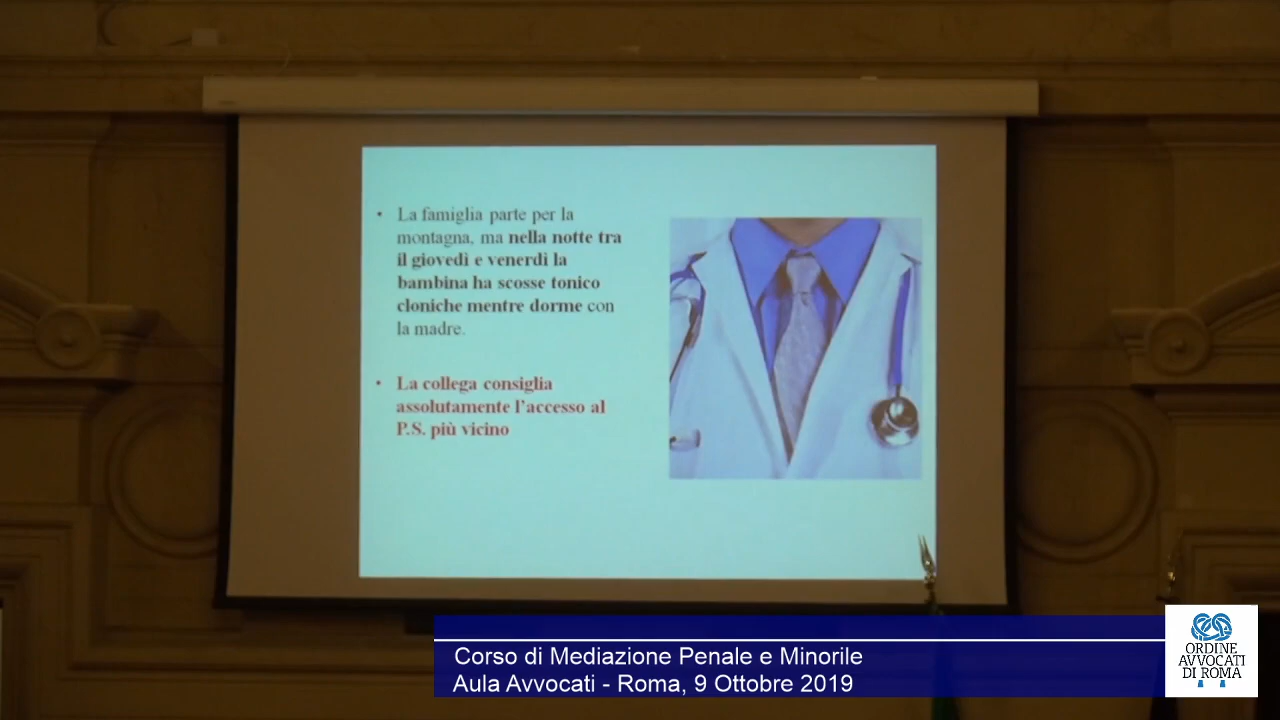 • La famiglia parte per la
montagna, ma nella notte tra
il giovedì e venerdì la
bambina ha scosse tonico
cloniche mentre dorme con
la madre.
• La collega consiglia
assolutamente l'accesso al
P.S. più vicino
Corso di Mediazione Penale e Minorile
Aula Avvocati - Roma, 9 Ottobre 2019
ORDINE
AVVOCATI
DI ROMA